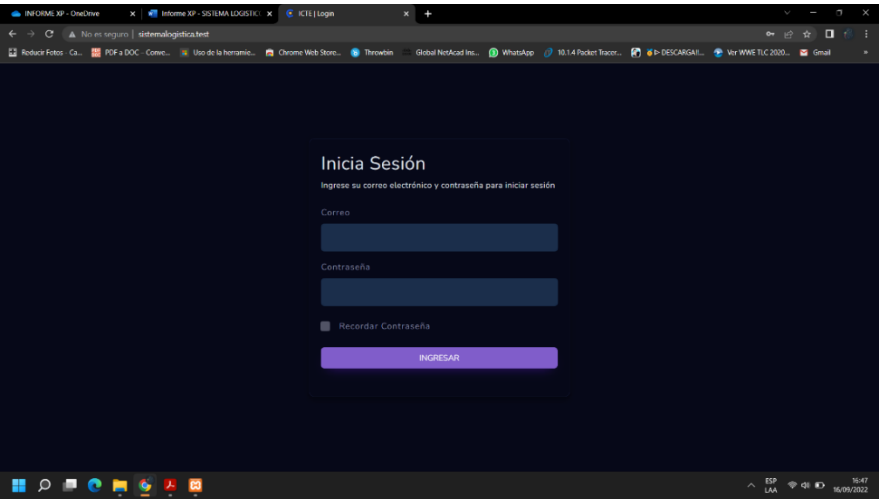 INFORME XP - OneDrive
Informe XP - SISTEMA LOGISTIC
ICTE | Login
No es seguro | sistemalogistica.test
Reducir Fotos - Ca...
PDF a DOC - Conve...
Uso de la herramie...
Chrome Web Store...
Throwbin
Global NetAcad Ins...
WhatsApp
10.1.4 Packet Tracer...
DESCARGA!!...
Ver WWE TLC 2020...
Gmail
Inicia Sesión
Ingrese su correo electrónico y contraseña para iniciar sesión
Correo
Contraseña
Recordar Contraseña
INGRESAR
ESP
LAA
16:47
16/09/2022